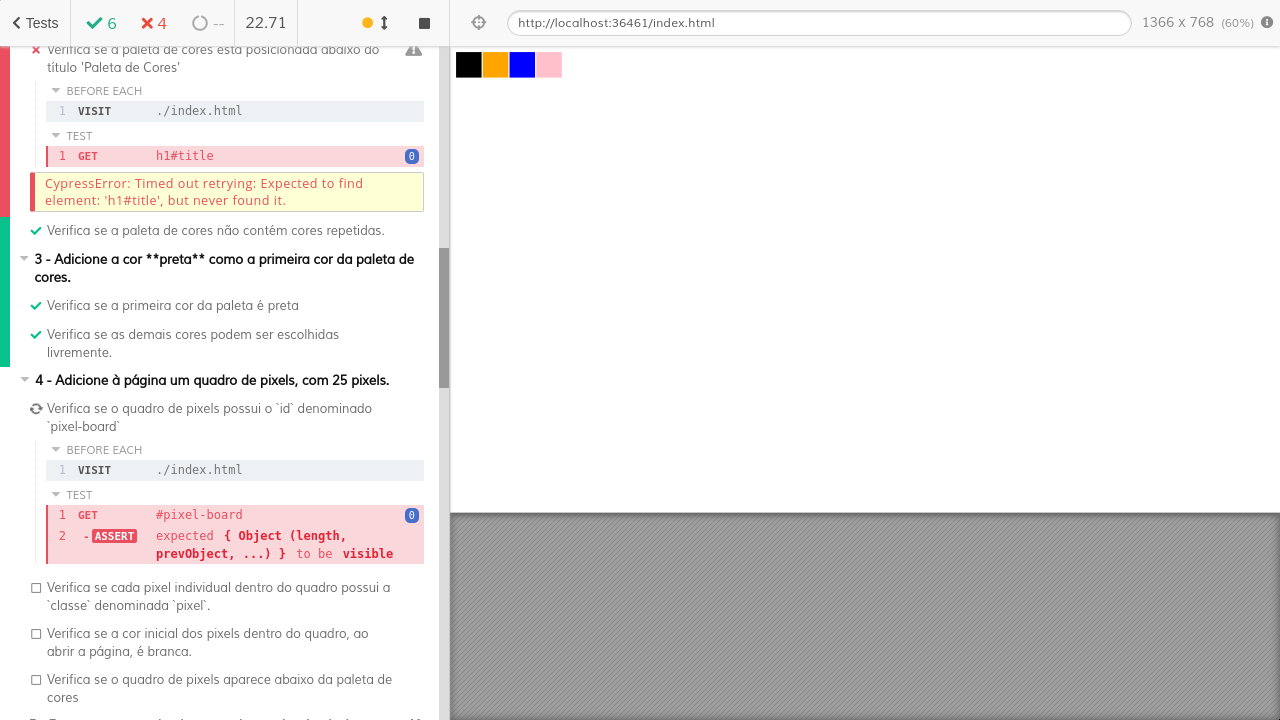 Tests 6 4 -- 22.71 http://localhost:36461/index.html 1366 x 768 (60%)
Verifica se a paleta de cores está posicionada abaixo do
título 'Paleta de Cores'
BEFORE EACH
1 VISIT ./index.html
TEST
1 GET h1#title 0
CypressError: Timed out retrying: Expected to find
element: 'h1#title', but never found it.
Verifica se a paleta de cores não contém cores repetidas.
3 - Adicione a cor **preta** como a primeira cor da paleta de
cores.
Verifica se a primeira cor da paleta é preta
Verifica se as demais cores podem ser escolhidas
livremente.
4 - Adicione à página um quadro de pixels, com 25 pixels.
Verifica se o quadro de pixels possui o `id` denominado
`pixel-board`
BEFORE EACH
1 VISIT ./index.html
TEST
1 GET #pixel-board 0
2 - ASSERT expected { Object (length,
prevObject, ...) } to be visible
Verifica se cada pixel individual dentro do quadro possui a
`classe` denominada `pixel`.
Verifica se a cor inicial dos pixels dentro do quadro, ao
abrir a página, é branca.
Verifica se o quadro de pixels aparece abaixo da paleta de
cores